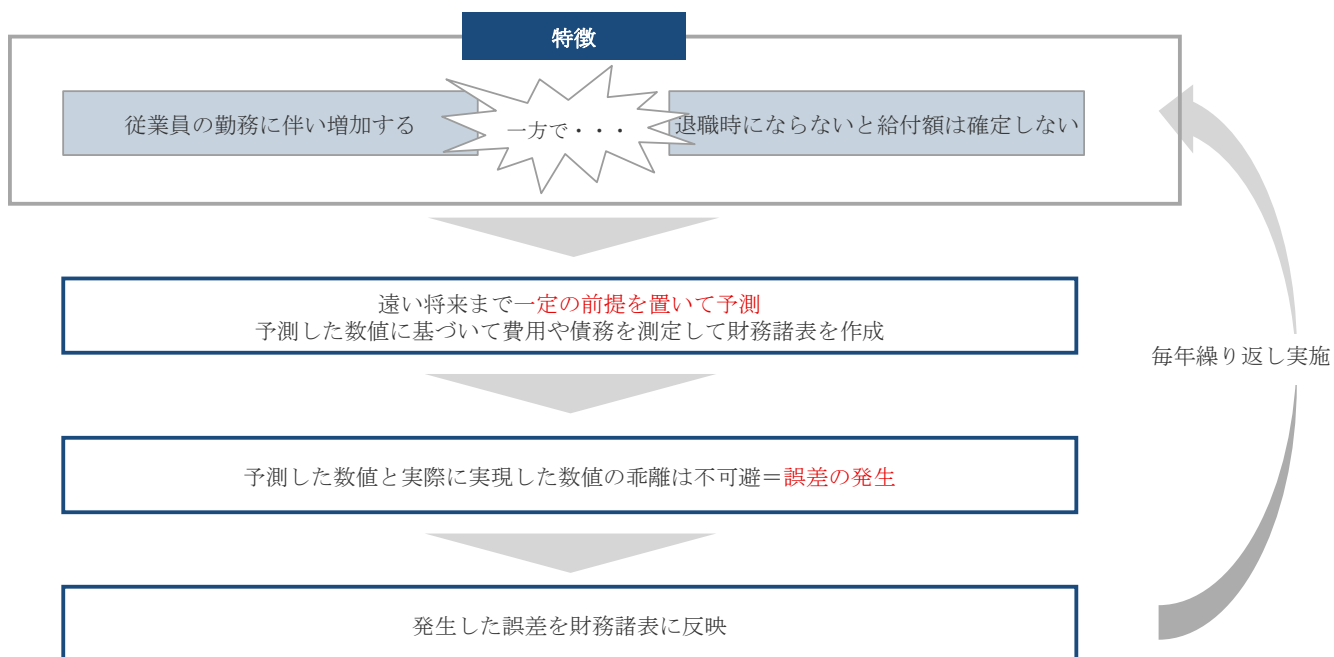 特徴
従業員の勤務に伴い増加する
一方で・・・
退職時にならないと給付額は確定しない
遠い将来まで一定の前提を置いて予測
予測した数値に基づいて費用や債務を測定して財務諸表を作成
毎年繰り返し実施
予測した数値と実際に実現した数値の乖離は不可避＝誤差の発生
発生した誤差を財務諸表に反映